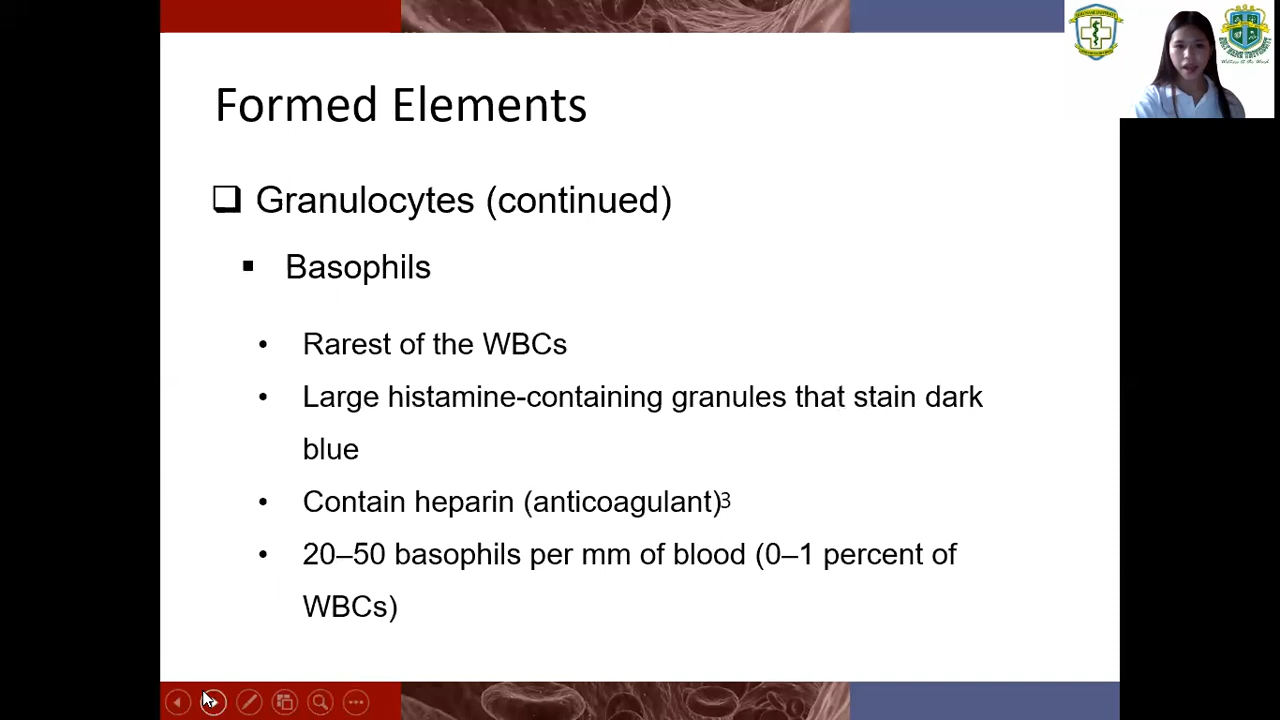 Formed Elements
Granulocytes (continued)
Basophils
Rarest of the WBCs
Large histamine-containing granules that stain dark
blue
Contain heparin (anticoagulant)3
20–50 basophils per mm of blood (0–1 percent of
WBCs)